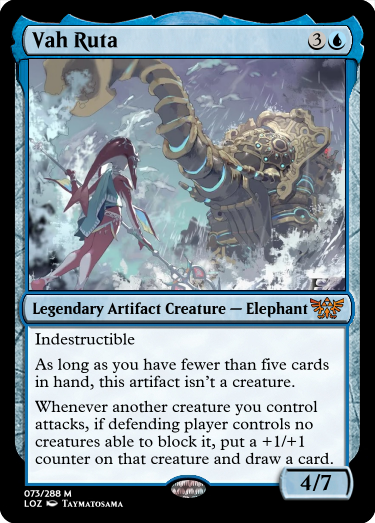 Vah Ruta 3
Legendary Artifact Creature — Elephant
Indestructible
As long as you have fewer than five cards
in hand, this artifact isn't a creature.
Whenever another creature you control
attacks, if defending player controls no
creatures able to block it, put a +1/+1
counter on that creature and draw a card.
4/7
073/288 M
LOZ Taymatosama